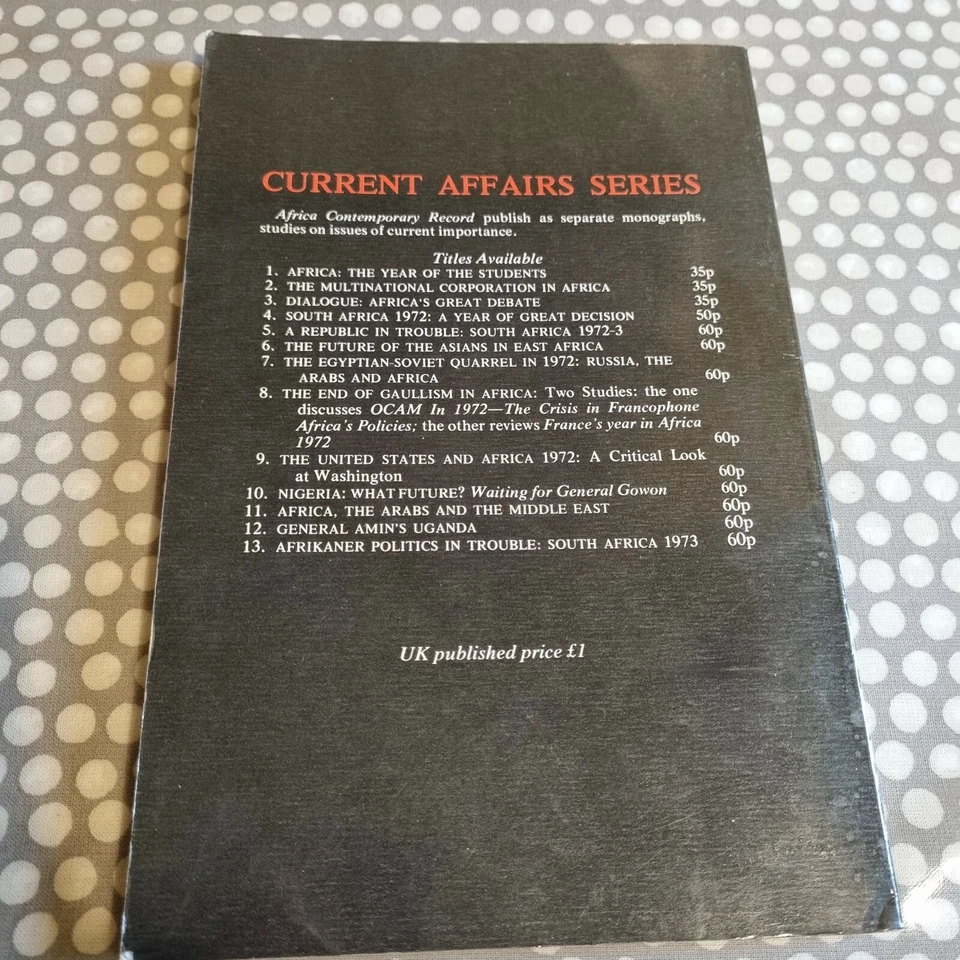 CURRENT AFFAIRS SERIES
Africa Contemporary Record publish as separate monographs,
studies on issues of current importance.
Titles Available
1. AFRICA: THE YEAR OF THE STUDENTS 35p
2. THE MULTINATIONAL CORPORATION IN AFRICA 35p
3. DIALOGUE: AFRICA'S GREAT DEBATE 35p
4. SOUTH AFRICA 1972: A YEAR OF GREAT DECISION 50p
5. A REPUBLIC IN TROUBLE: SOUTH AFRICA 1972-3 60p
6. THE FUTURE OF THE ASIANS IN EAST AFRICA 60p
7. THE EGYPTIAN-SOVIET QUARREL IN 1972: RUSSIA, THE
ARABS AND AFRICA 60p
8. THE END OF GAULLISM IN AFRICA: Two Studies: the one
discusses OCAM In 1972—The Crisis in Francophone
Africa's Policies; the other reviews France's year in Africa
1972 60p
9. THE UNITED STATES AND AFRICA 1972: A Critical Look
at Washington 60p
10. NIGERIA: WHAT FUTURE? Waiting for General Gowon 60p
11. AFRICA, THE ARABS AND THE MIDDLE EAST 60p
12. GENERAL AMIN'S UGANDA 60p
13. AFRIKANER POLITICS IN TROUBLE: SOUTH AFRICA 1973 60p
UK published price £1